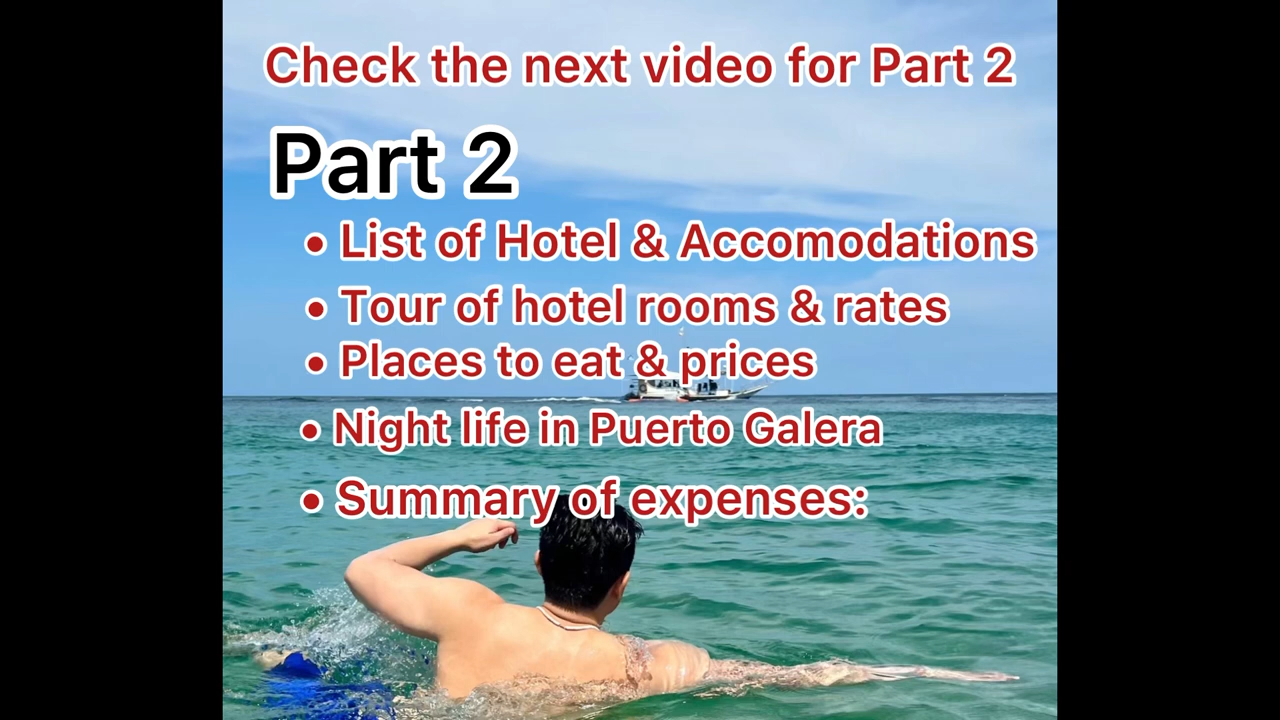 Check the next video for Part 2
Part 2
• List of Hotel & Accomodations
• Tour of hotel rooms & rates
• Places to eat & prices
• Night life in Puerto Galera
• Summary of expenses: